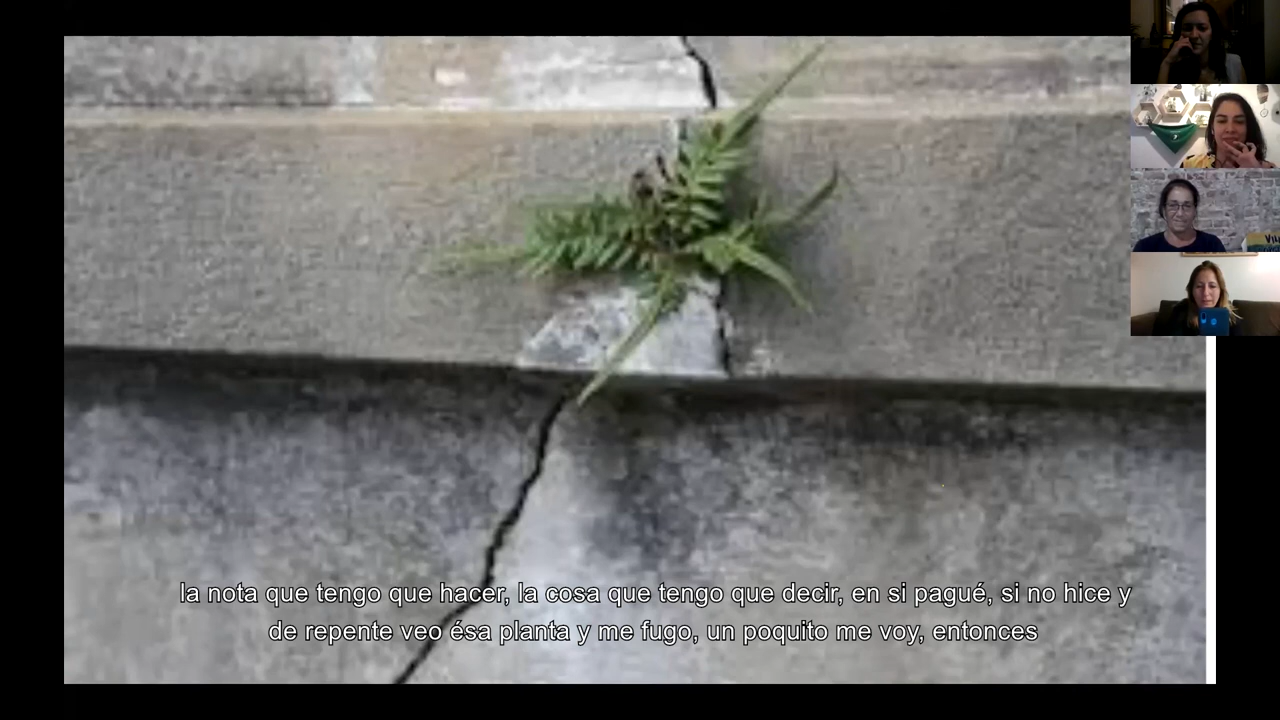 la nota que tengo que hacer, la cosa que tengo que decir, en si pagué, si no hice y
de repente veo ésa planta y me fugo, un poquito me voy, entonces